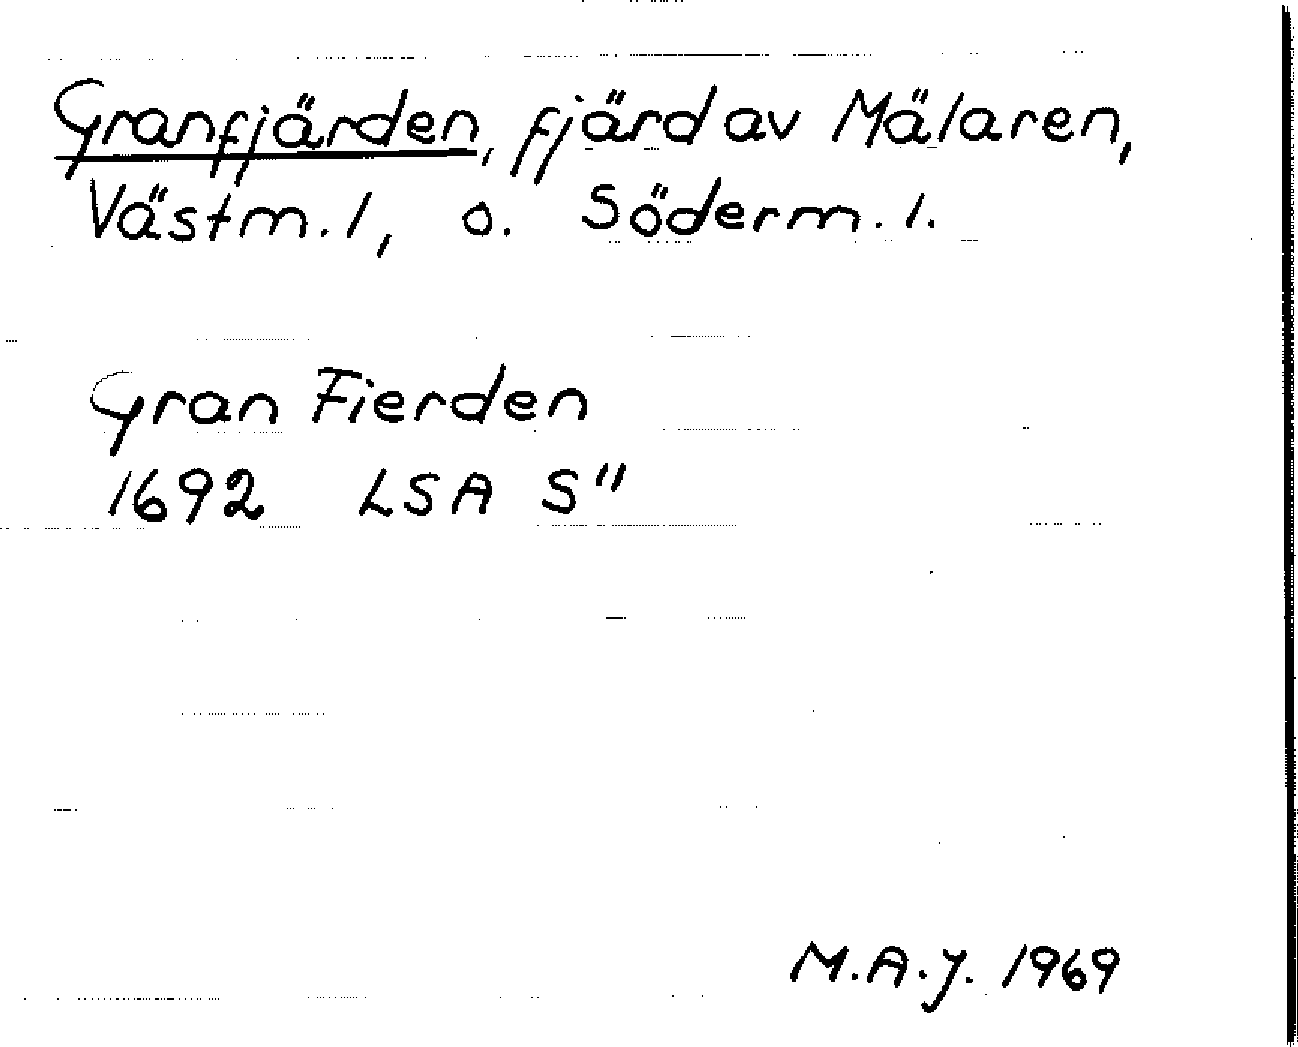 Granfjärden, fjärd av Mälaren,
Västm. l, o. Söderm. l.
Gran Fierden
1692 LSA S"
M.A.J. 1969